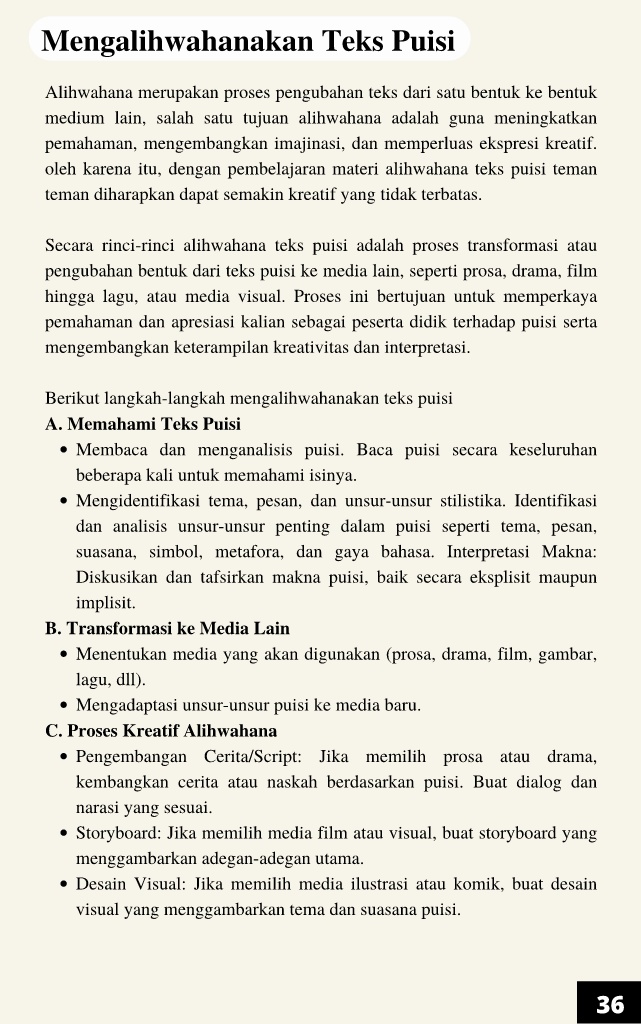 Mengalihwahanakan Teks Puisi
Alihwahana merupakan proses pengubahan teks dari satu bentuk ke bentuk
medium lain, salah satu tujuan alihwahana adalah guna meningkatkan
pemahaman, mengembangkan imajinasi, dan memperluas ekspresi kreatif.
oleh karena itu, dengan pembelajaran materi alihwahana teks puisi teman
teman diharapkan dapat semakin kreatif yang tidak terbatas.
Secara rinci-rinci alihwahana teks puisi adalah proses transformasi atau
pengubahan bentuk dari teks puisi ke media lain, seperti prosa, drama, film
hingga lagu, atau media visual. Proses ini bertujuan untuk memperkaya
pemahaman dan apresiasi kalian sebagai peserta didik terhadap puisi serta
mengembangkan keterampilan kreativitas dan interpretasi.
Berikut langkah-langkah mengalihwahanakan teks puisi
A. Memahami Teks Puisi
• Membaca dan menganalisis puisi. Baca puisi secara keseluruhan
beberapa kali untuk memahami isinya.
• Mengidentifikasi tema, pesan, dan unsur-unsur stilistika. Identifikasi
dan analisis unsur-unsur penting dalam puisi seperti tema, pesan,
suasana, simbol, metafora, dan gaya bahasa. Interpretasi Makna:
Diskusikan dan tafsirkan makna puisi, baik secara eksplisit maupun
implisit.
B. Transformasi ke Media Lain
• Menentukan media yang akan digunakan (prosa, drama, film, gambar,
lagu, dll).
• Mengadaptasi unsur-unsur puisi ke media baru.
C. Proses Kreatif Alihwahana
• Pengembangan Cerita/Script: Jika memilih prosa atau drama,
kembangkan cerita atau naskah berdasarkan puisi. Buat dialog dan
narasi yang sesuai.
• Storyboard: Jika memilih media film atau visual, buat storyboard yang
menggambarkan adegan-adegan utama.
• Desain Visual: Jika memilih media ilustrasi atau komik, buat desain
visual yang menggambarkan tema dan suasana puisi.
36